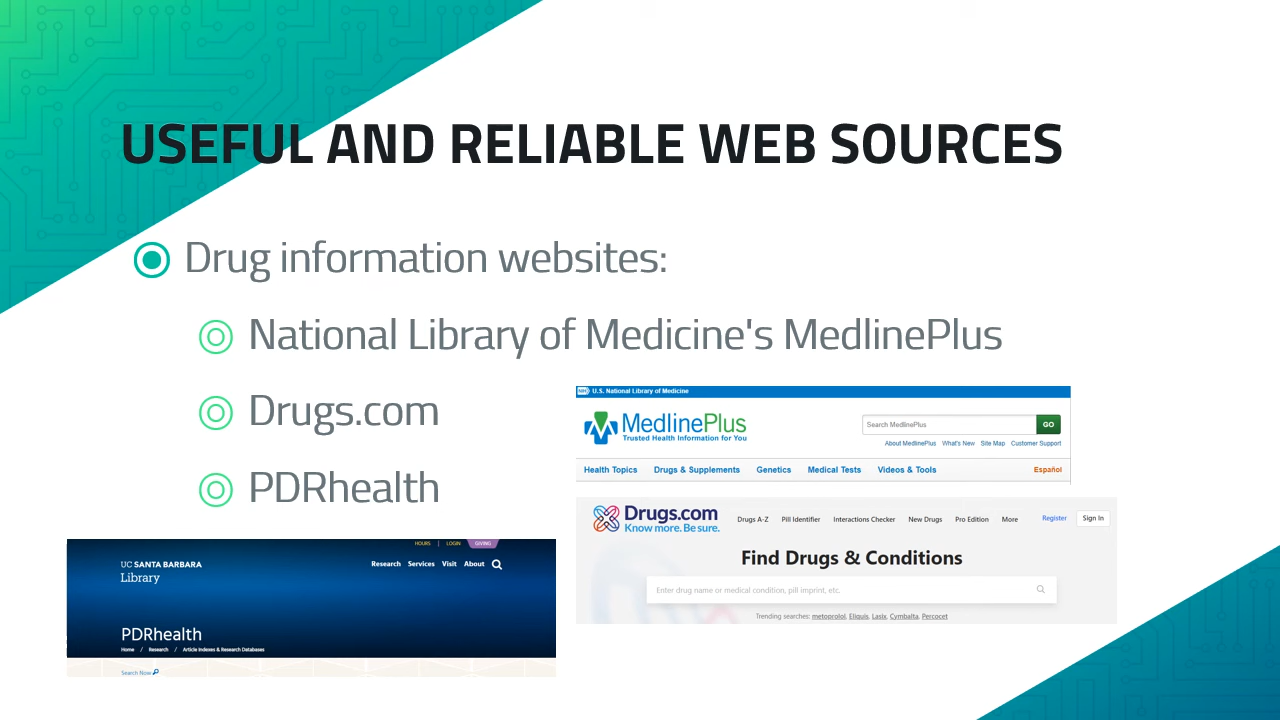 USEFUL AND RELIABLE WEB SOURCES
Drug information websites:
National Library of Medicine's MedlinePlus
Drugs.com
PDRhealth
NIH U.S. National Library of Medicine
MedlinePlus
Trusted Health Information for You
Search MedlinePlus GO
About MedlinePlus What's New Site Map Customer Support
Health Topics Drugs & Supplements Genetics Medical Tests Videos & Tools Español
Drugs.com
Know more. Be sure.
Drugs A-Z Pill Identifier Interactions Checker New Drugs Pro Edition More Register Sign In
Find Drugs & Conditions
Enter drug name or medical condition, pill imprint, etc.
Trending searches: metoprolol, Eliquis, Lasix, Cymbalta, Percocet
HOURS | LOGIN GIVING
UC SANTA BARBARA
Library
Research Services Visit About
PDRhealth
Home / Research / Article Indexes & Research Databases
Search Now